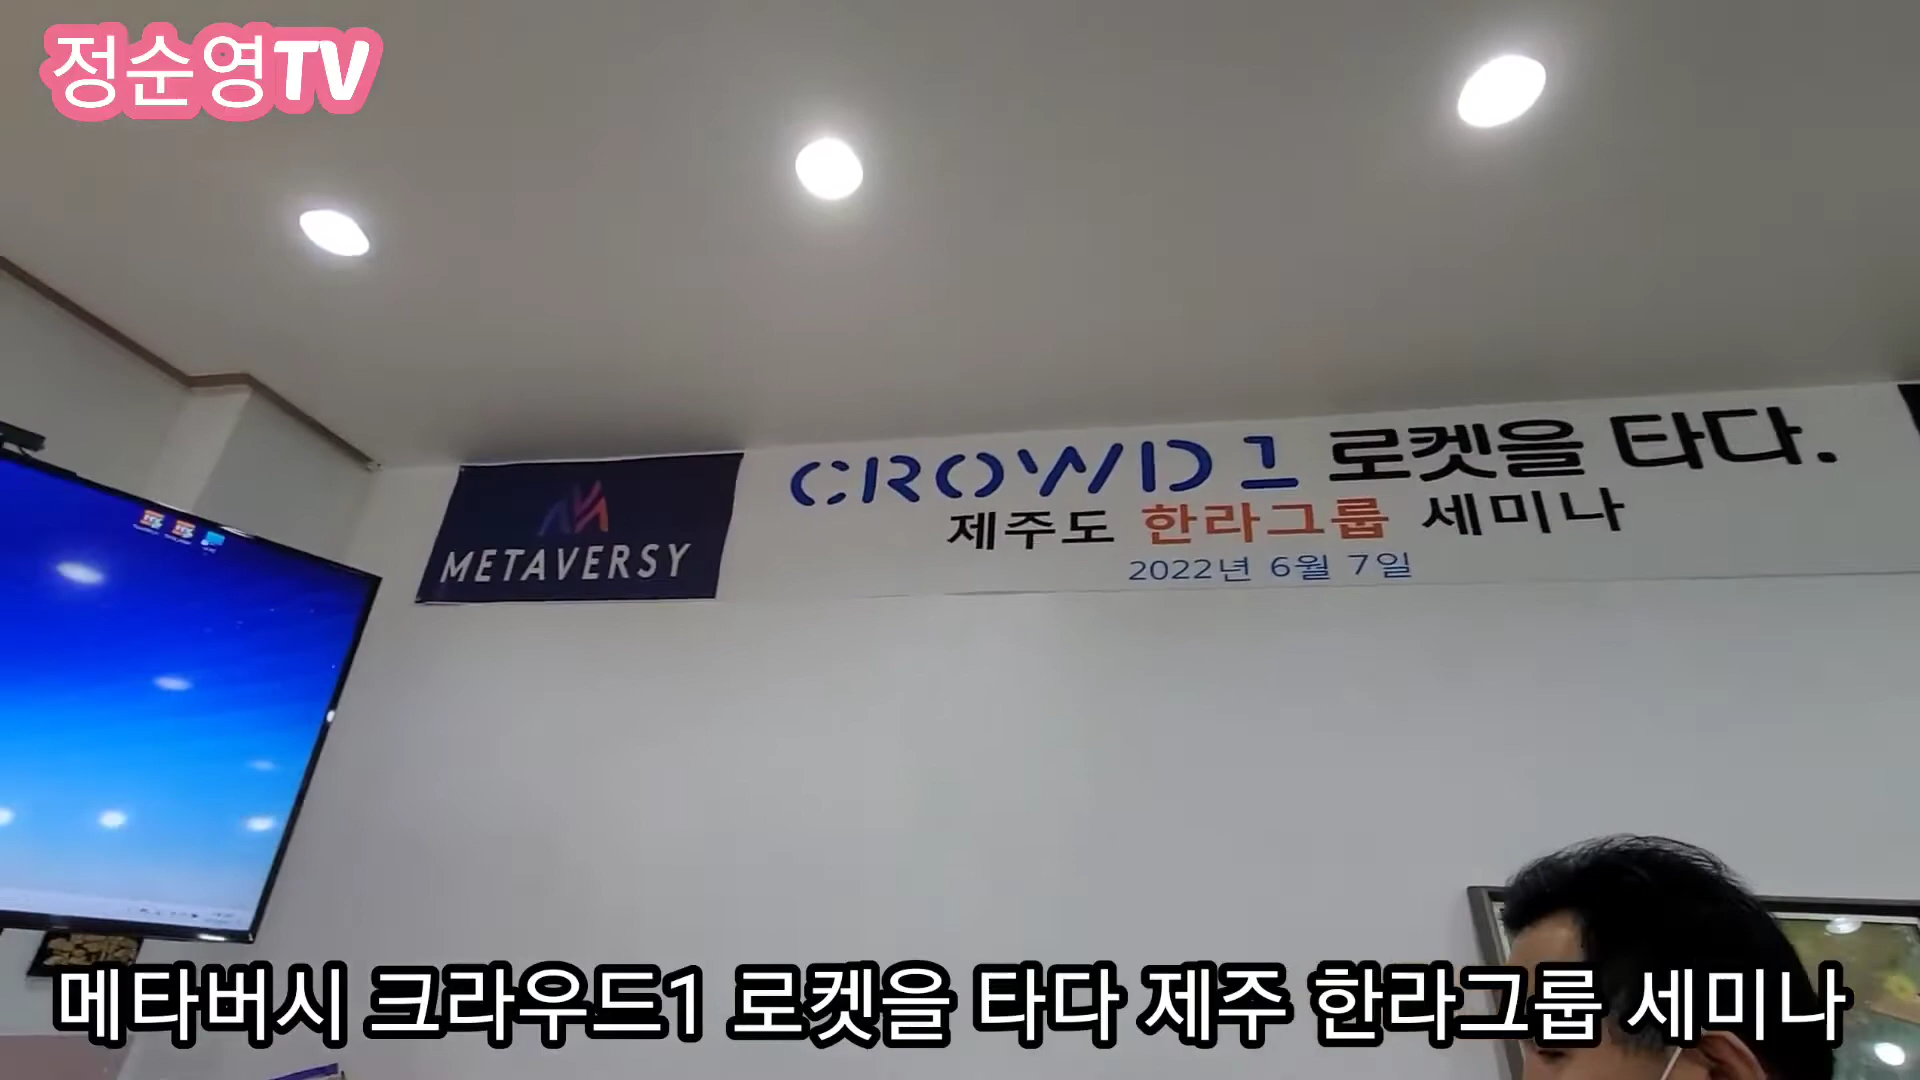 정순영TV
METAVERSY
CROWD1 로켓을 타다.
제주도 한라그룹 세미나
2022년 6월 7일
메타버시 크라우드1 로켓을 타다 제주 한라그룹 세미나